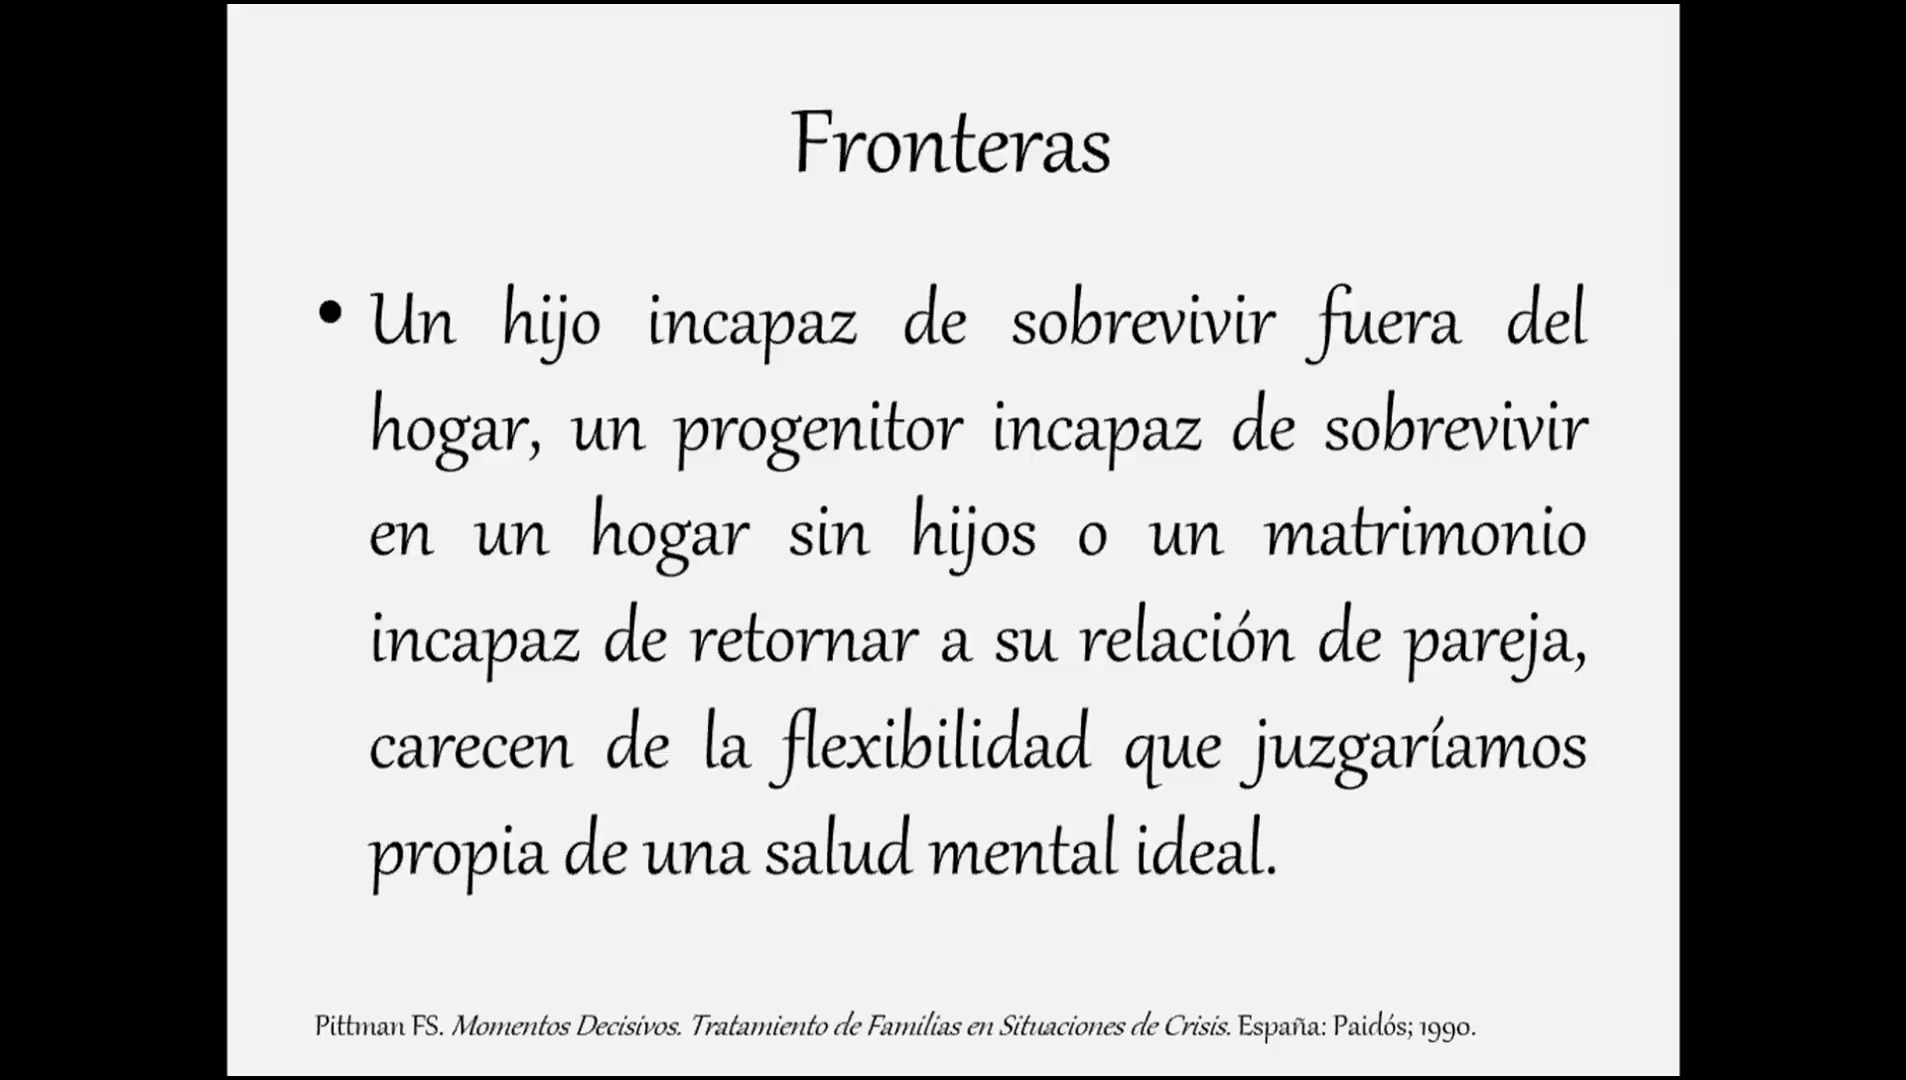 Fronteras
• Un hijo incapaz de sobrevivir fuera del
hogar, un progenitor incapaz de sobrevivir
en un hogar sin hijos o un matrimonio
incapaz de retornar a su relación de pareja,
carecen de la flexibilidad que juzgaríamos
propia de una salud mental ideal.
Pittman FS. Momentos Decisivos. Tratamiento de Familias en Situaciones de Crisis. España: Paidós; 1990.